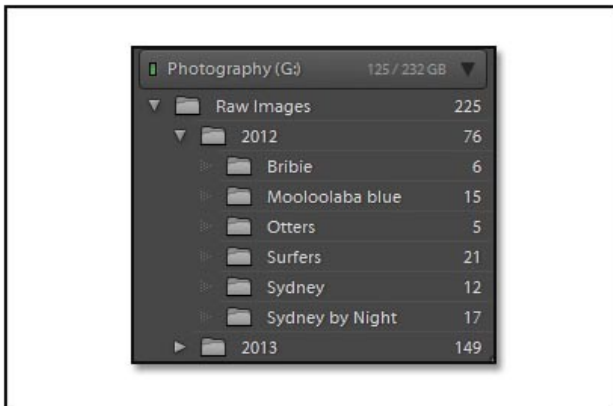 Photography (G:) 125 / 232 GB
Raw Images 225
2012 76
Bribie 6
Mooloolaba blue 15
Otters 5
Surfers 21
Sydney 12
Sydney by Night 17
2013 149